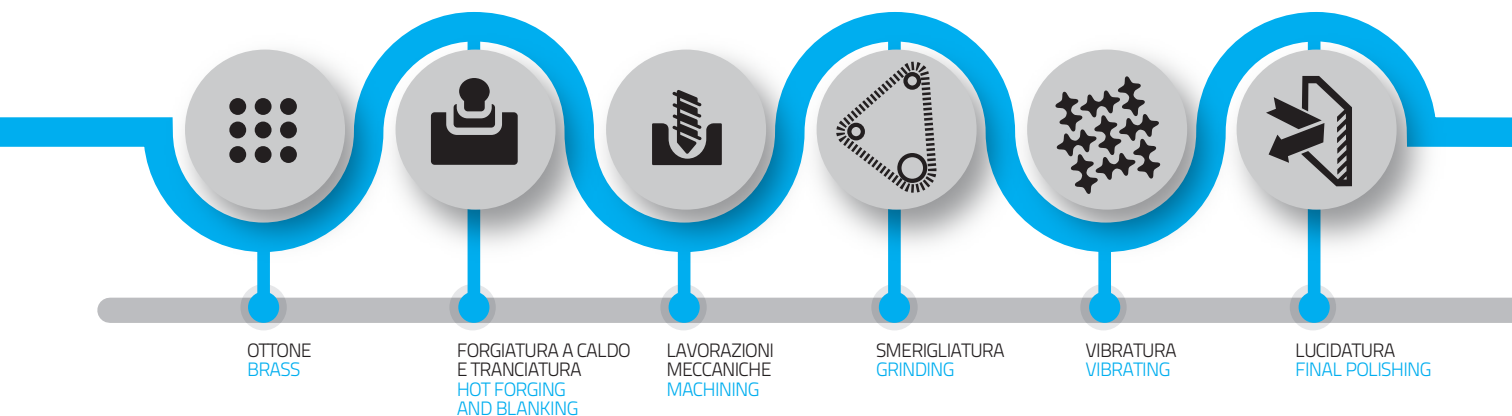 OTTONE
BRASS
FORGIATURA A CALDO
E TRANCIATURA
HOT FORGING
AND BLANKING
LAVORAZIONI
MECCANICHE
MACHINING
SMERIGLIATURA
GRINDING
VIBRATURA
VIBRATING
LUCIDATURA
FINAL POLISHING